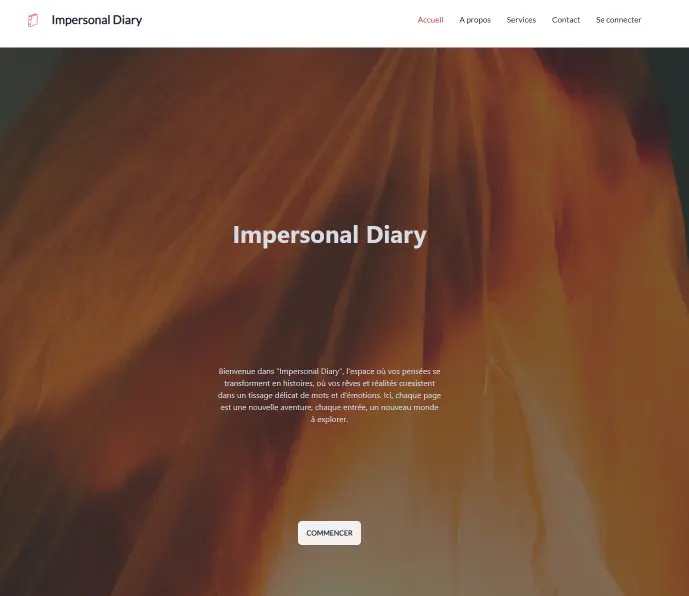 Impersonal Diary
Accueil
A propos
Services
Contact
Se connecter
Impersonal Diary
Bienvenue dans "Impersonal Diary", l'espace où vos pensées se
transforment en histoires, où vos rêves et réalités coexistent
dans un tissage délicat de mots et d'émotions. Ici, chaque page
est une nouvelle aventure, chaque entrée, un nouveau monde
à explorer.
COMMENCER